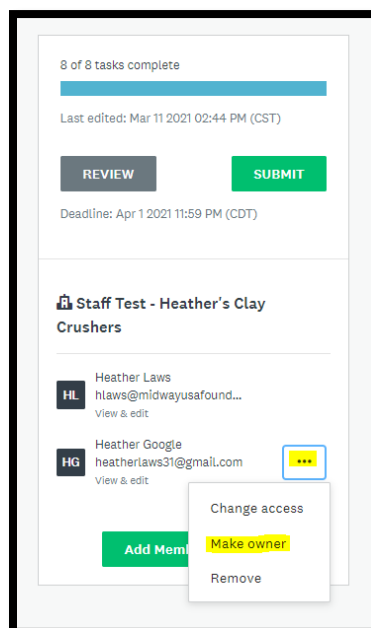 8 of 8 tasks complete
Last edited: Mar 11 2021 02:44 PM (CST)
REVIEW
SUBMIT
Deadline: Apr 1 2021 11:59 PM (CDT)
Staff Test - Heather's Clay
Crushers
Heather Laws
HL
hlaws@midwayusafound...
View & edit
Heather Google
HG
heatherlaws31@gmail.com
...
View & edit
Change access
Make owner
Add Mem
Remove